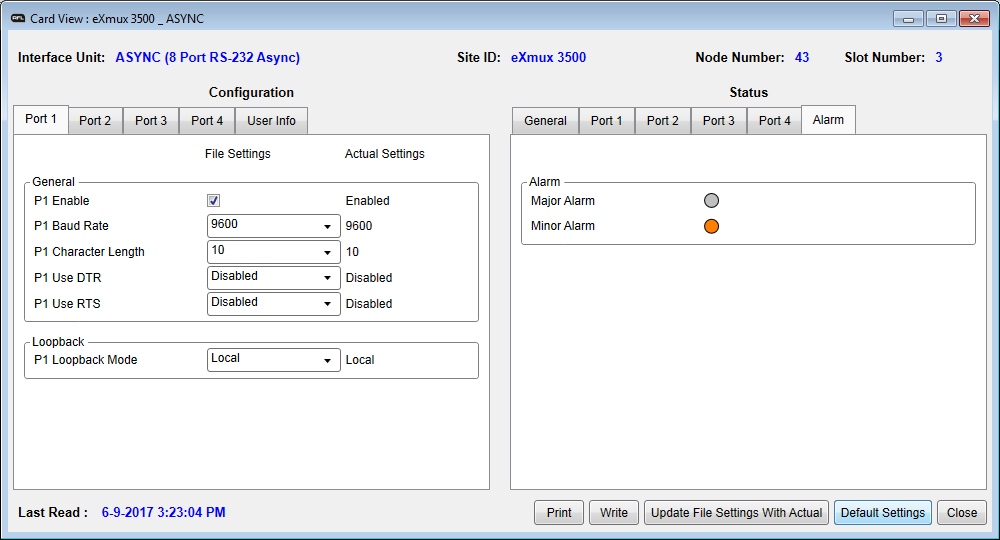 AFL Card View : eXmux 3500 _ ASYNC
Interface Unit: ASYNC (8 Port RS-232 Async) Site ID: eXmux 3500 Node Number: 43 Slot Number: 3
Configuration
Port 1 Port 2 Port 3 Port 4 User Info
File Settings Actual Settings
General
P1 Enable Enabled
P1 Baud Rate 9600 9600
P1 Character Length 10 10
P1 Use DTR Disabled Disabled
P1 Use RTS Disabled Disabled
Loopback
P1 Loopback Mode Local Local
Status
General Port 1 Port 2 Port 3 Port 4 Alarm
Alarm
Major Alarm
Minor Alarm
Last Read : 6-9-2017 3:23:04 PM
Print Write Update File Settings With Actual Default Settings Close